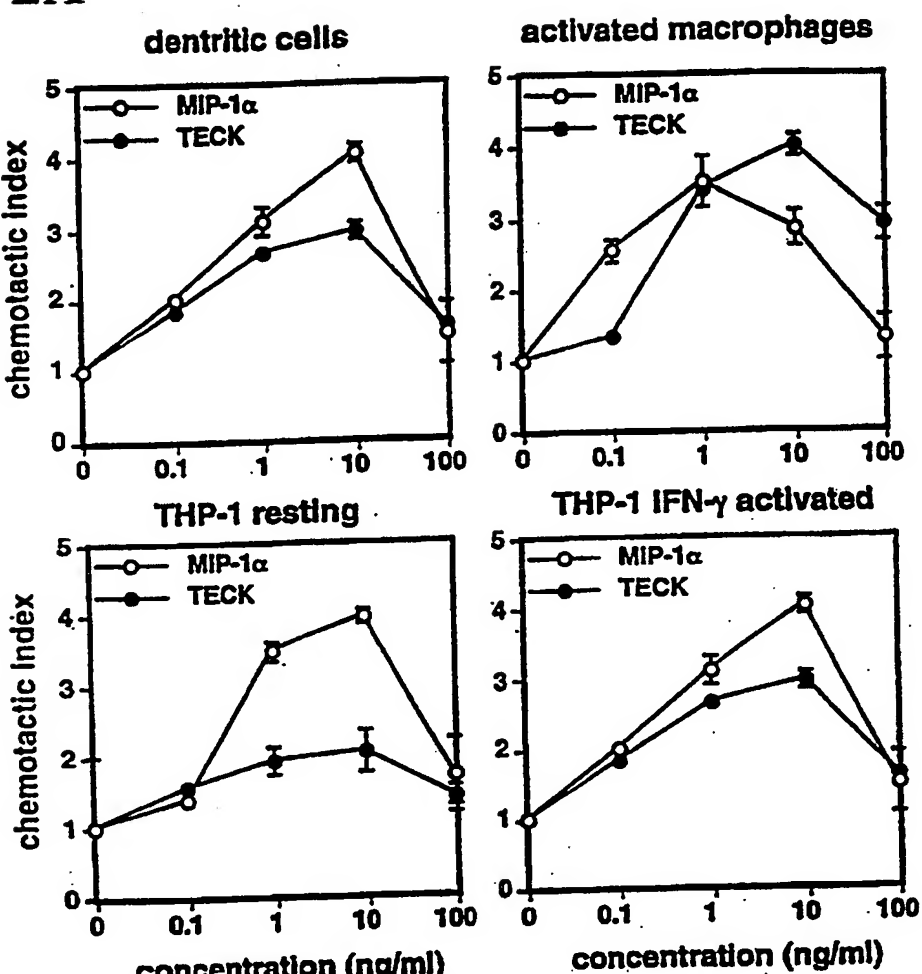 dentritic cells
5
4
3
2
1
0
MIP-1α
TECK
0 0.1 1 10 100
chemotactic index
activated macrophages
5
4
3
2
1
0
MIP-1α
TECK
0 0.1 1 10 100
THP-1 resting
5
4
3
2
1
0
MIP-1α
TECK
0 0.1 1 10 100
chemotactic index
concentration (ng/ml)
THP-1 IFN-γ activated
5
4
3
2
1
0
MIP-1α
TECK
0 0.1 1 10 100
concentration (ng/ml)